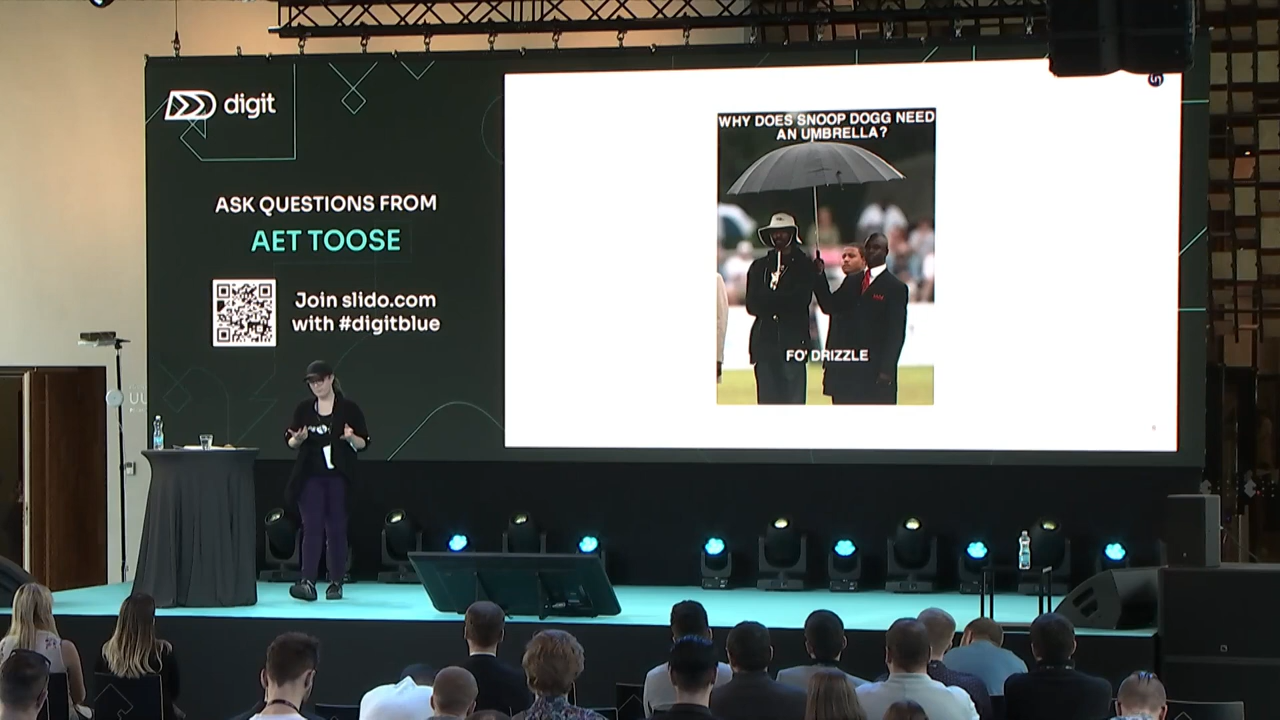 digit
ASK QUESTIONS FROM
AET TOOSE
Join slido.com
with #digitblue
WHY DOES SNOOP DOGG NEED
AN UMBRELLA?
FO' DRIZZLE